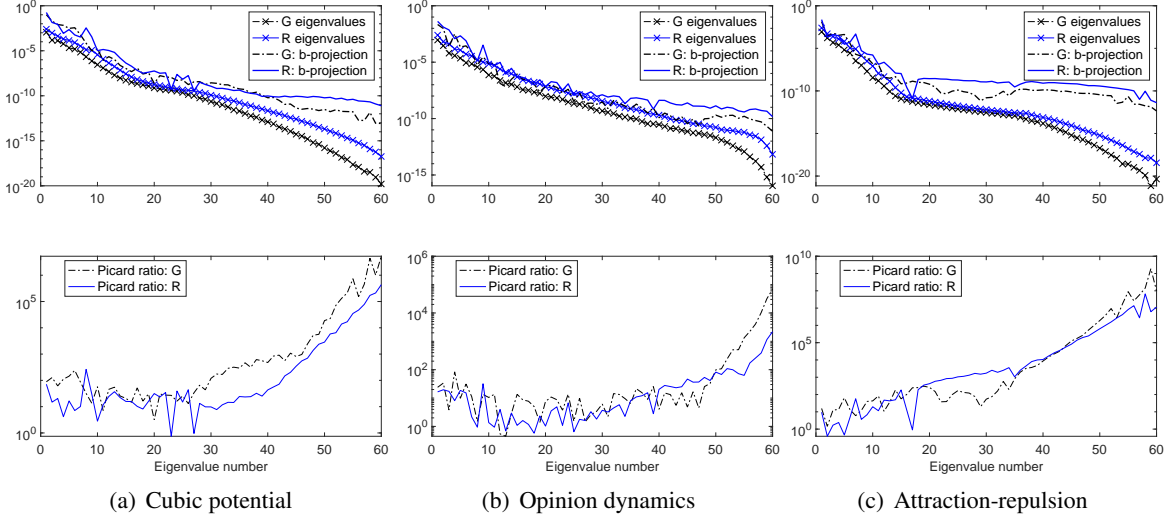 10^0
10^-5
10^-10
10^-15
10^-20
0 10 20 30 40 50 60
G eigenvalues
R eigenvalues
G: b-projection
R: b-projection
10^0
10^-5
10^-10
10^-15
0 10 20 30 40 50 60
G eigenvalues
R eigenvalues
G: b-projection
R: b-projection
10^0
10^-5
10^-10
10^-20
0 10 20 30 40 50 60
G eigenvalues
R eigenvalues
G: b-projection
R: b-projection
10^5
10^0
0 10 20 30 40 50 60
Eigenvalue number
Picard ratio: G
Picard ratio: R
10^6
10^4
10^2
10^0
0 10 20 30 40 50 60
Eigenvalue number
Picard ratio: G
Picard ratio: R
10^10
10^5
10^0
0 10 20 30 40 50 60
Eigenvalue number
Picard ratio: G
Picard ratio: R
(a) Cubic potential
(b) Opinion dynamics
(c) Attraction-repulsion